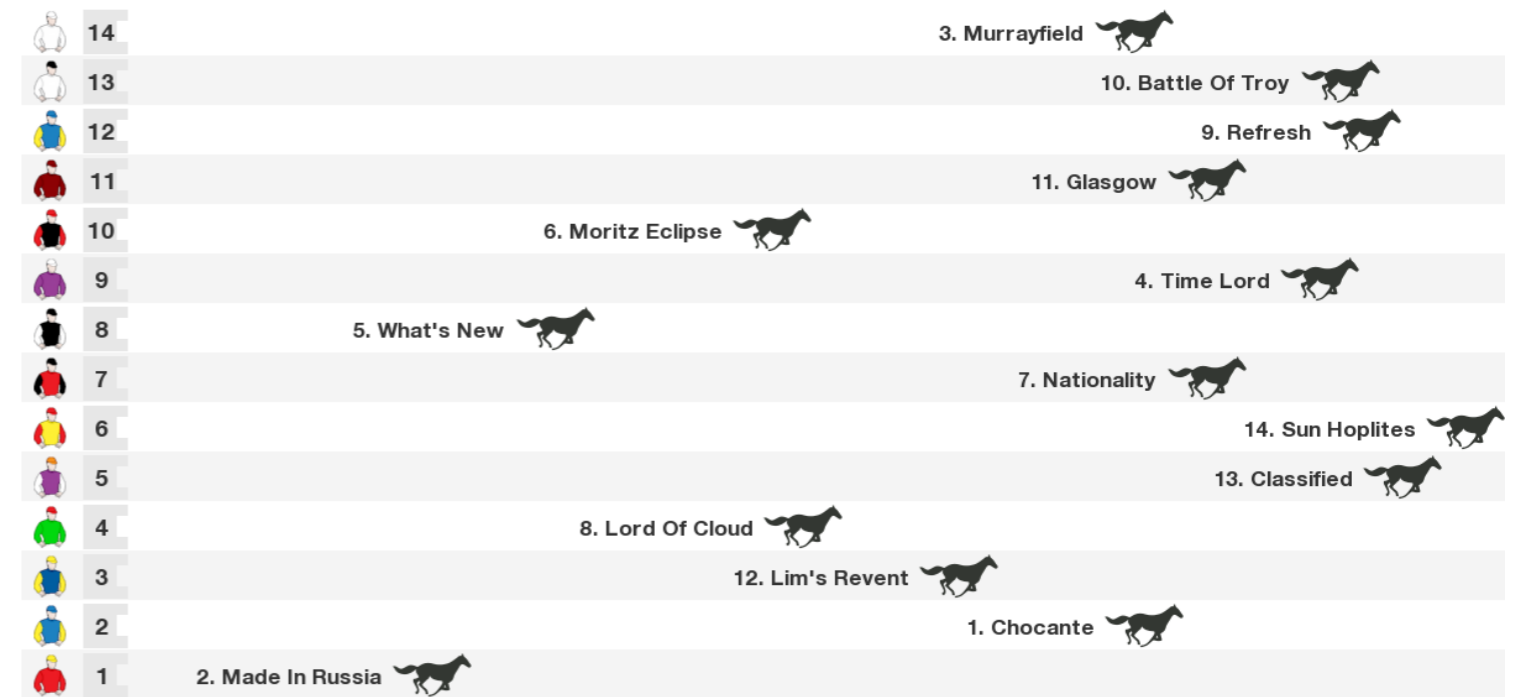 14 3. Murrayfield
13 10. Battle Of Troy
12 9. Refresh
11 11. Glasgow
10 6. Moritz Eclipse
9 4. Time Lord
8 5. What's New
7 7. Nationality
6 14. Sun Hoplites
5 13. Classified
4 8. Lord Of Cloud
3 12. Lim's Revent
2 1. Chocante
1 2. Made In Russia